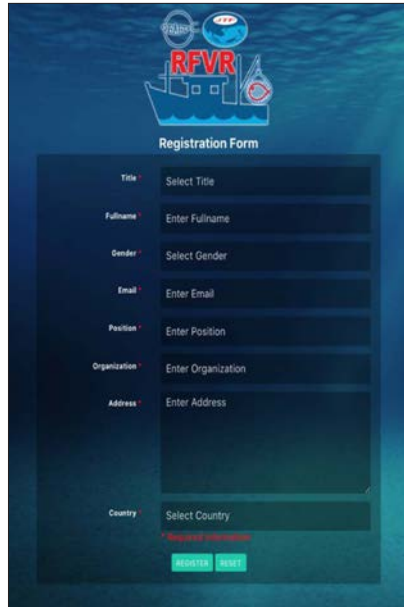 JTF
RFVR
Registration Form
Title *
Select Title
Fullname *
Enter Fullname
Gender *
Select Gender
Email *
Enter Email
Position *
Enter Position
Organization *
Enter Organization
Address *
Enter Address
Country *
Select Country
* Required information
REGISTER RESET